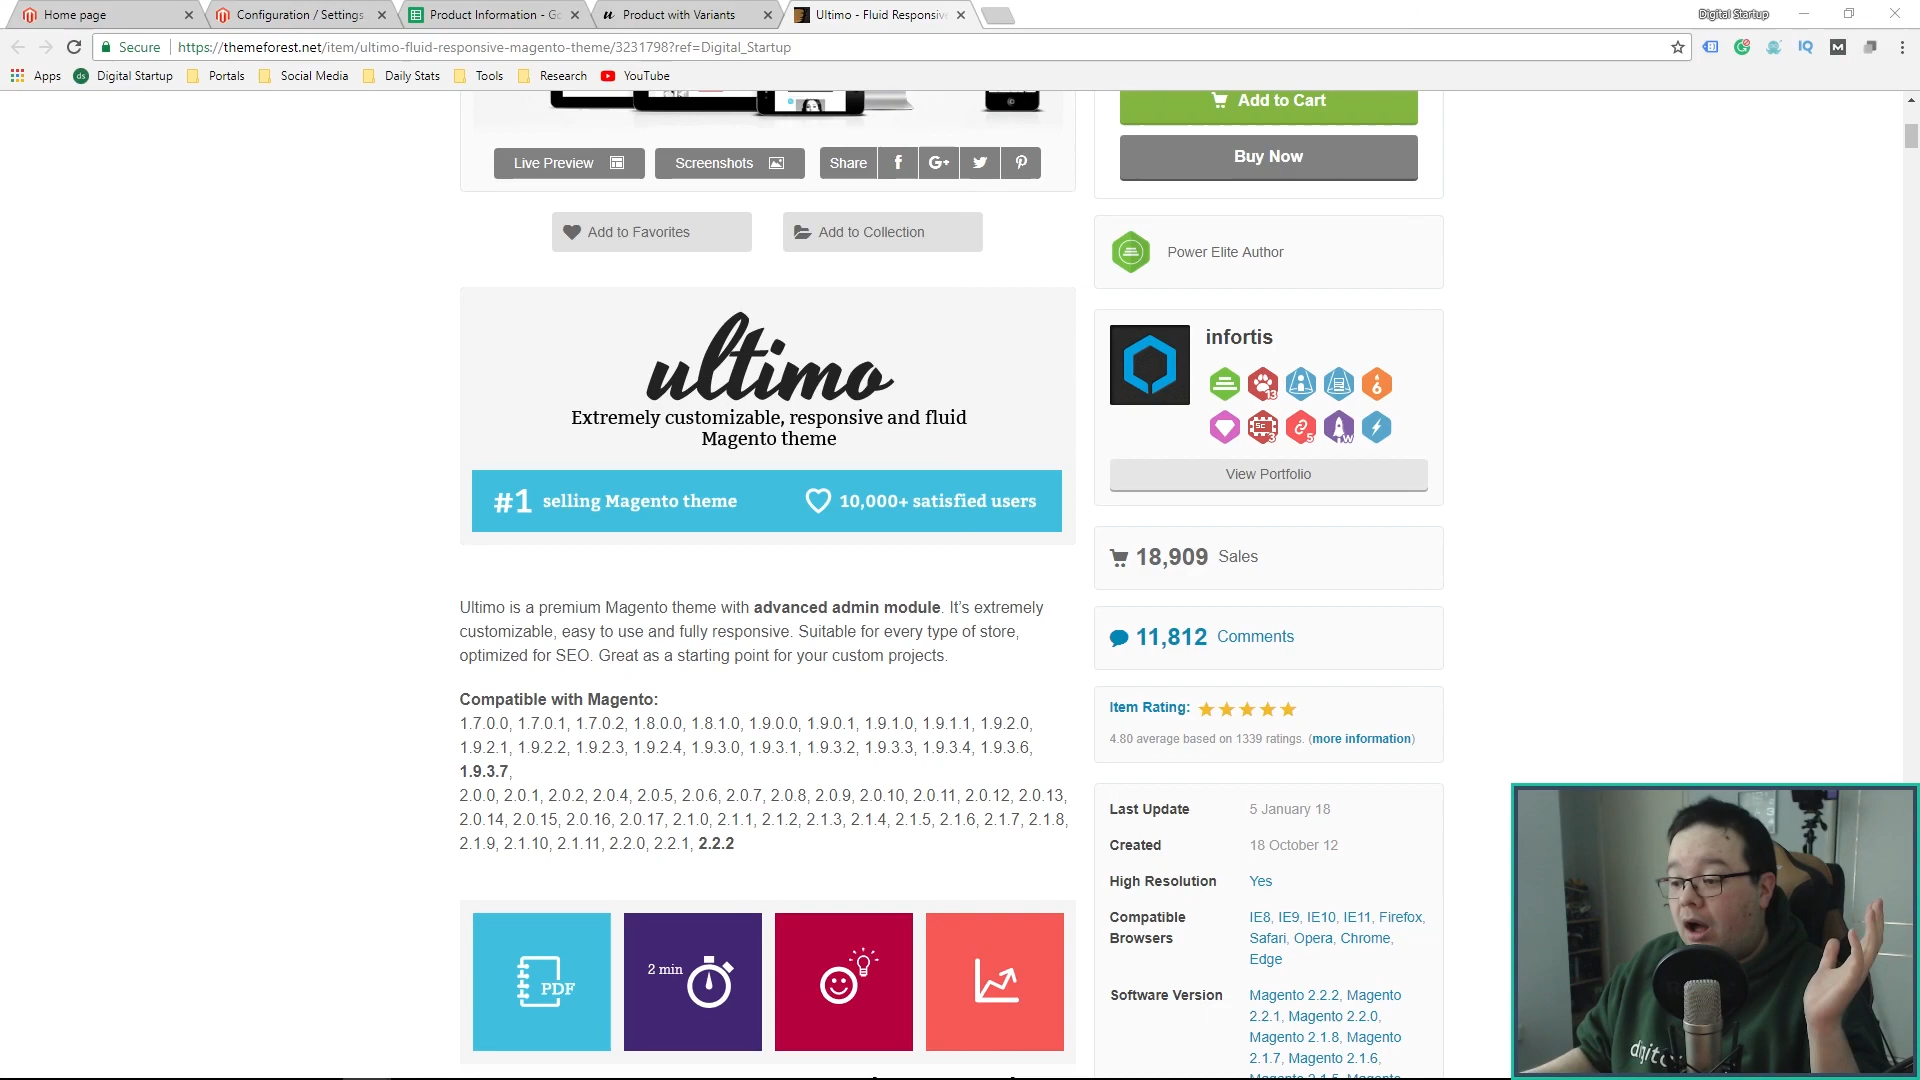 Home page
Configuration / Settings
Product Information - Go
Product with Variants
Ultimo - Fluid Responsiv
Digital Startup
Secure
https://themeforest.net/item/ultimo-fluid-responsive-magento-theme/3231798?ref=Digital_Startup
Apps
ds
Digital Startup
Portals
Social Media
Daily Stats
Tools
Research
YouTube
Live Preview
Screenshots
Share
f
G+
Add to Favorites
Add to Collection
ultimo
Extremely customizable, responsive and fluid
Magento theme
#1 selling Magento theme
10,000+ satisfied users
Ultimo is a premium Magento theme with advanced admin module. It’s extremely
customizable, easy to use and fully responsive. Suitable for every type of store,
optimized for SEO. Great as a starting point for your custom projects.
Compatible with Magento:
1.7.0.0, 1.7.0.1, 1.7.0.2, 1.8.0.0, 1.8.1.0, 1.9.0.0, 1.9.0.1, 1.9.1.0, 1.9.1.1, 1.9.2.0,
1.9.2.1, 1.9.2.2, 1.9.2.3, 1.9.2.4, 1.9.3.0, 1.9.3.1, 1.9.3.2, 1.9.3.3, 1.9.3.4, 1.9.3.6,
1.9.3.7,
2.0.0, 2.0.1, 2.0.2, 2.0.4, 2.0.5, 2.0.6, 2.0.7, 2.0.8, 2.0.9, 2.0.10, 2.0.11, 2.0.12, 2.0.13,
2.0.14, 2.0.15, 2.0.16, 2.0.17, 2.1.0, 2.1.1, 2.1.2, 2.1.3, 2.1.4, 2.1.5, 2.1.6, 2.1.7, 2.1.8,
2.1.9, 2.1.10, 2.1.11, 2.2.0, 2.2.1, 2.2.2
PDF
2 min
Add to Cart
Buy Now
Power Elite Author
infortis
13
6
SC
3
5
W
View Portfolio
18,909 Sales
11,812 Comments
Item Rating:
4.80 average based on 1339 ratings. (more information)
Last Update 5 January 18
Created 18 October 12
High Resolution Yes
Compatible
Browsers
IE8, IE9, IE10, IE11, Firefox,
Safari, Opera, Chrome,
Edge
Software Version
Magento 2.2.2, Magento
2.2.1, Magento 2.2.0,
Magento 2.1.8, Magento
2.1.7, Magento 2.1.6,
Magento 2.1.5, Magento